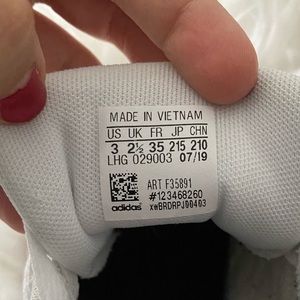 MADE IN VIETNAM
US UK FR JP CHN
3 2½ 35 215 210
LHG 029003 07/19
ART F35891
#123468260
adidas xwBRDRPJ00403